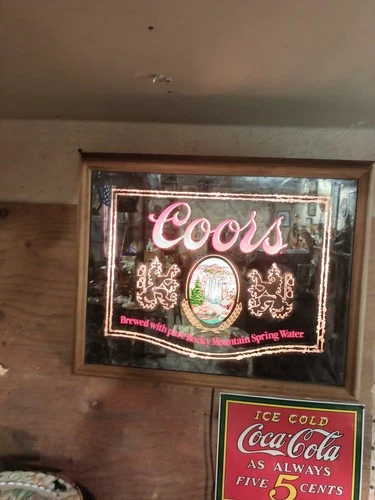 Coors
Brewed with pure Rocky Mountain Spring Water
ICE COLD
Coca-Cola
AS ALWAYS
FIVE 5 CENTS